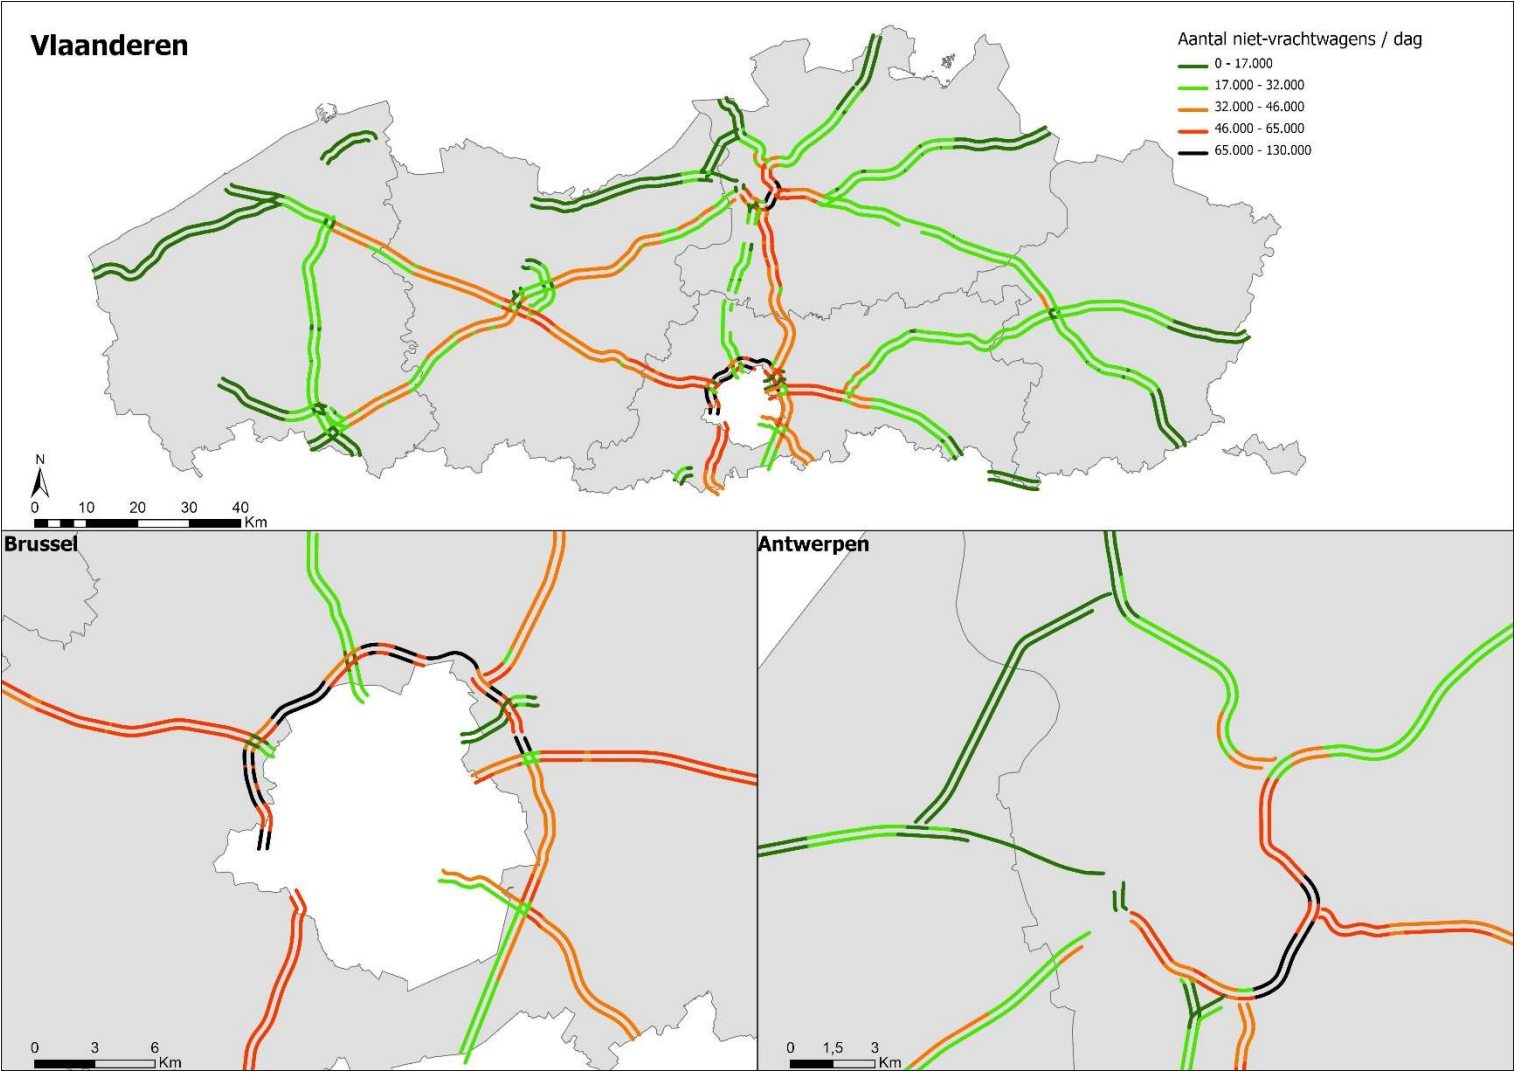 Vlaanderen
Aantal niet-vrachtwagens / dag
0 - 17.000
17.000 - 32.000
32.000 - 46.000
46.000 - 65.000
65.000 - 130.000
N
0 10 20 30 40
Km
Brussel
0 3 6
Km
Antwerpen
0 1,5 3
Km